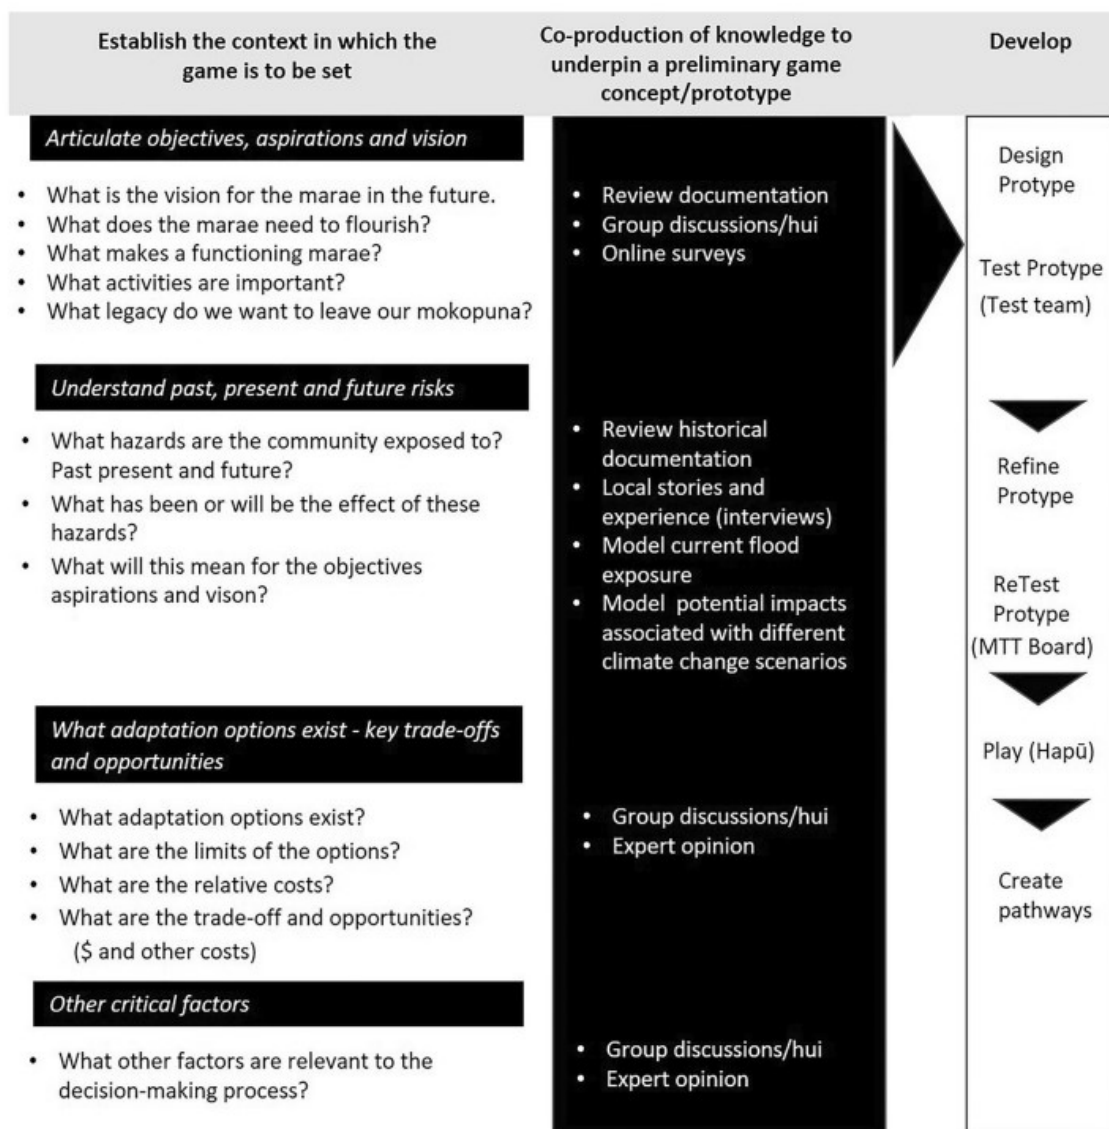 Establish the context in which the
game is to be set
Co-production of knowledge to
underpin a preliminary game
concept/prototype
Develop
Articulate objectives, aspirations and vision
• What is the vision for the marae in the future.
• What does the marae need to flourish?
• What makes a functioning marae?
• What activities are important?
• What legacy do we want to leave our mokopuna?
• Review documentation
• Group discussions/hui
• Online surveys
Understand past, present and future risks
• What hazards are the community exposed to?
Past present and future?
• What has been or will be the effect of these
hazards?
• What will this mean for the objectives
aspirations and vison?
• Review historical
documentation
• Local stories and
experience (interviews)
• Model current flood
exposure
• Model potential impacts
associated with different
climate change scenarios
What adaptation options exist - key trade-offs
and opportunities
• What adaptation options exist?
• What are the limits of the options?
• What are the relative costs?
• What are the trade-off and opportunities?
($ and other costs)
• Group discussions/hui
• Expert opinion
Other critical factors
• What other factors are relevant to the
decision-making process?
• Group discussions/hui
• Expert opinion
Design
Protype
Test Protype
(Test team)
Refine
Protype
ReTest
Protype
(MTT Board)
Play (Hapū)
Create
pathways